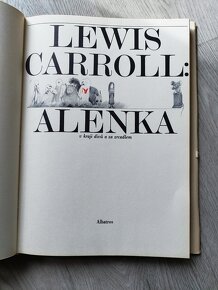 LEWIS
CARROLL:
ALENKA
v kraji divů a za zrcadlem
Albatros